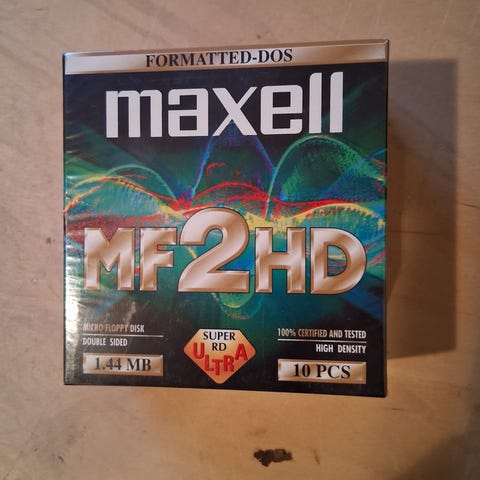 FORMATTED-DOS
maxell
MF2HD
MICRO FLOPPY DISK
DOUBLE SIDED
1.44 MB
SUPER
RD
ULTRA
100% CERTIFIED AND TESTED
HIGH DENSITY
10 PCS